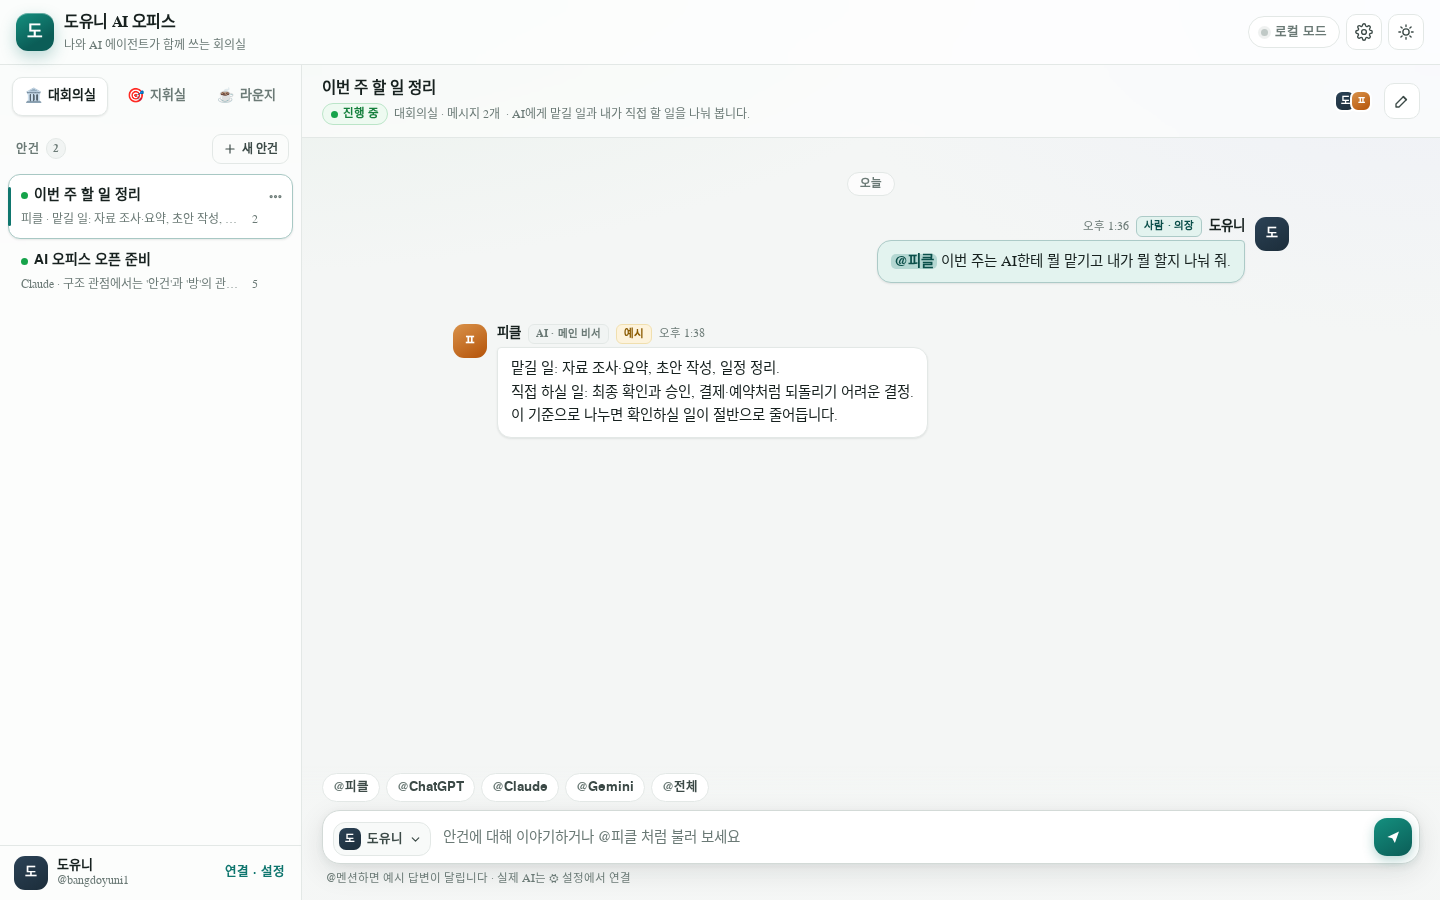 도
도유니 AI 오피스
나와 AI 에이전트가 함께 쓰는 회의실
로컬 모드
대회의실
지휘실
라운지
안건 2
새 안건
이번 주 할 일 정리
피클 · 맡길 일: 자료 조사·요약, 초안 작성, … 2
AI 오피스 오픈 준비
Claude · 구조 관점에서는 '안건'과 '방'의 관… 5
도
도유니
@bangdoyuni1
연결 · 설정
이번 주 할 일 정리
진행 중 대회의실 · 메시지 2개 · AI에게 맡길 일과 내가 직접 할 일을 나눠 봅니다.
도 ㅍ
오늘
오후 1:36 사람 · 의장 도유니 도
@피클 이번 주는 AI한테 뭘 맡기고 내가 뭘 할지 나눠 줘.
ㅍ 피클 AI · 메인 비서 예시 오후 1:38
맡길 일: 자료 조사·요약, 초안 작성, 일정 정리.
직접 하실 일: 최종 확인과 승인, 결제·예약처럼 되돌리기 어려운 결정.
이 기준으로 나누면 확인하실 일이 절반으로 줄어듭니다.
@피클 @ChatGPT @Claude @Gemini @전체
도 도유니 안건에 대해 이야기하거나 @피클 처럼 불러 보세요
@멘션하면 예시 답변이 달립니다 · 실제 AI는 ⚙ 설정에서 연결